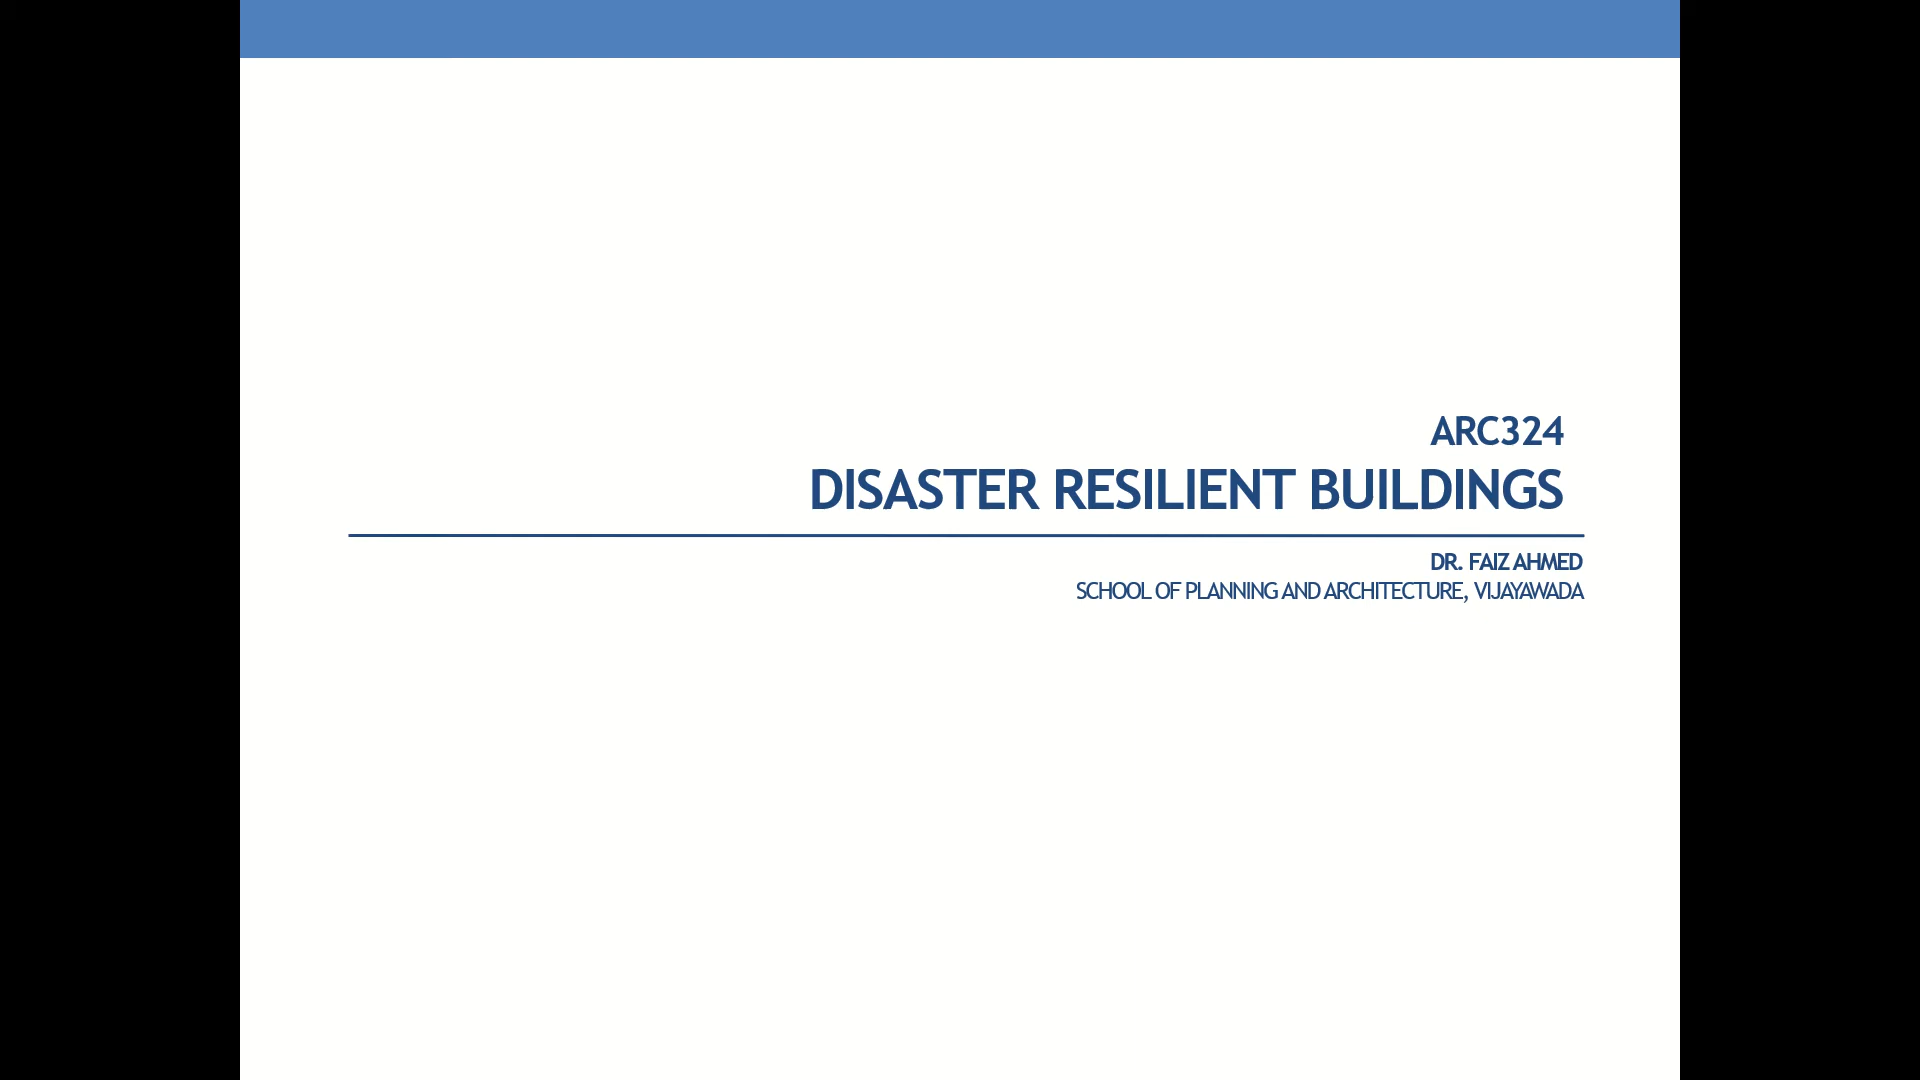 ARC324
DISASTER RESILIENT BUILDINGS
DR. FAIZ AHMED
SCHOOL OF PLANNING AND ARCHITECTURE, VIJAYAWADA